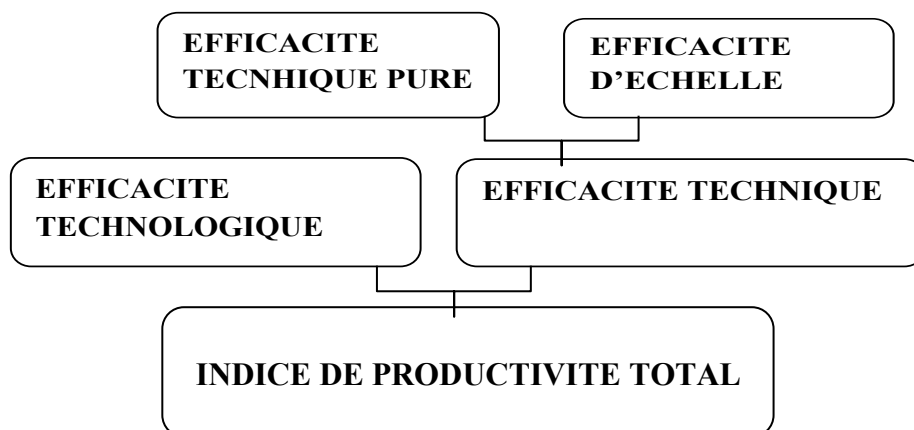 EFFICACITE
TECNHIQUE PURE
EFFICACITE
D’ECHELLE
EFFICACITE
TECHNOLOGIQUE
EFFICACITE TECHNIQUE
INDICE DE PRODUCTIVITE TOTAL